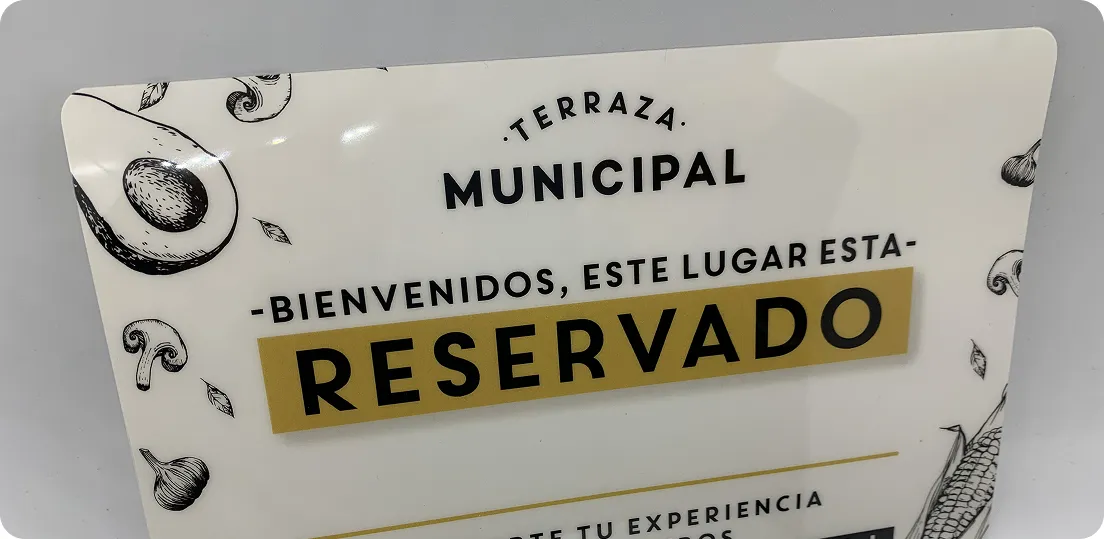 ·TERRAZA·
MUNICIPAL
-BIENVENIDOS, ESTE LUGAR ESTA-
RESERVADO
TU EXPERIENCIA